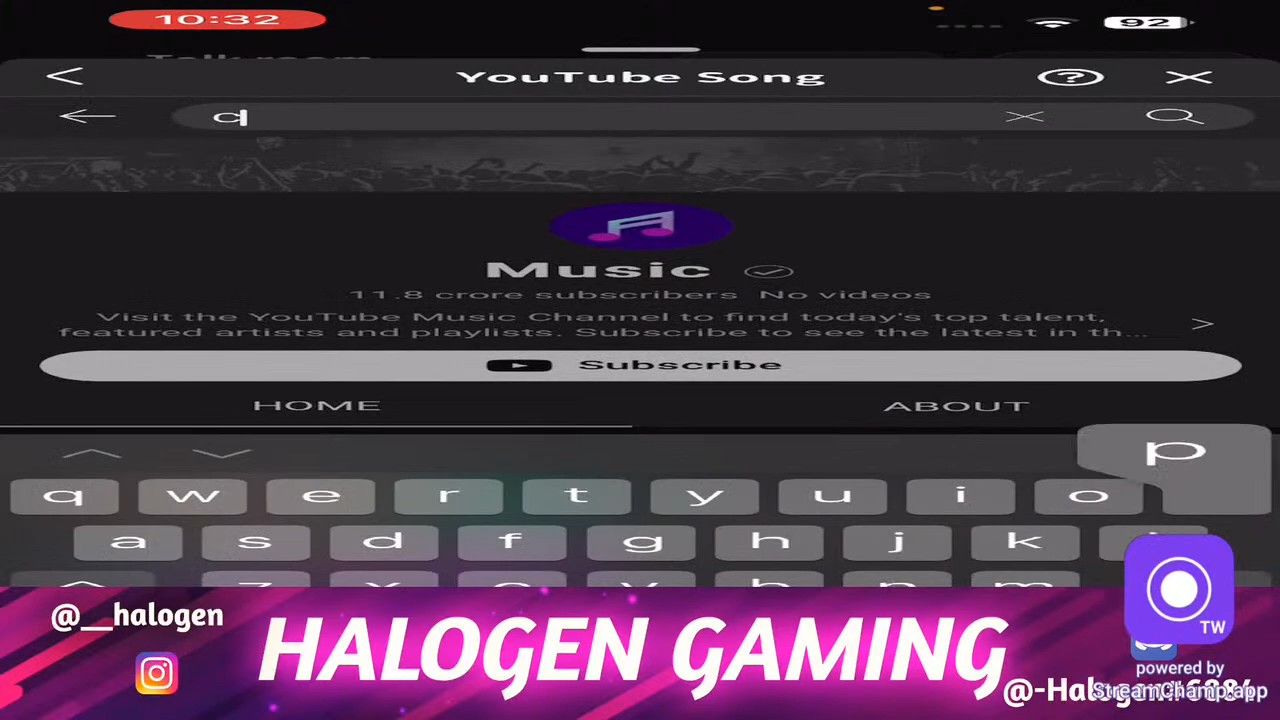 10:32
92
YouTube Song
c
Music
11.8 crore subscribers No videos
Visit the YouTube Music Channel to find today's top talent,
featured artists and playlists. Subscribe to see the latest in th...
Subscribe
HOME ABOUT
p
q w e r t y u i o
a s d f g h j k
@__halogen
HALOGEN GAMING
TW
powered by
StreamChamp.app